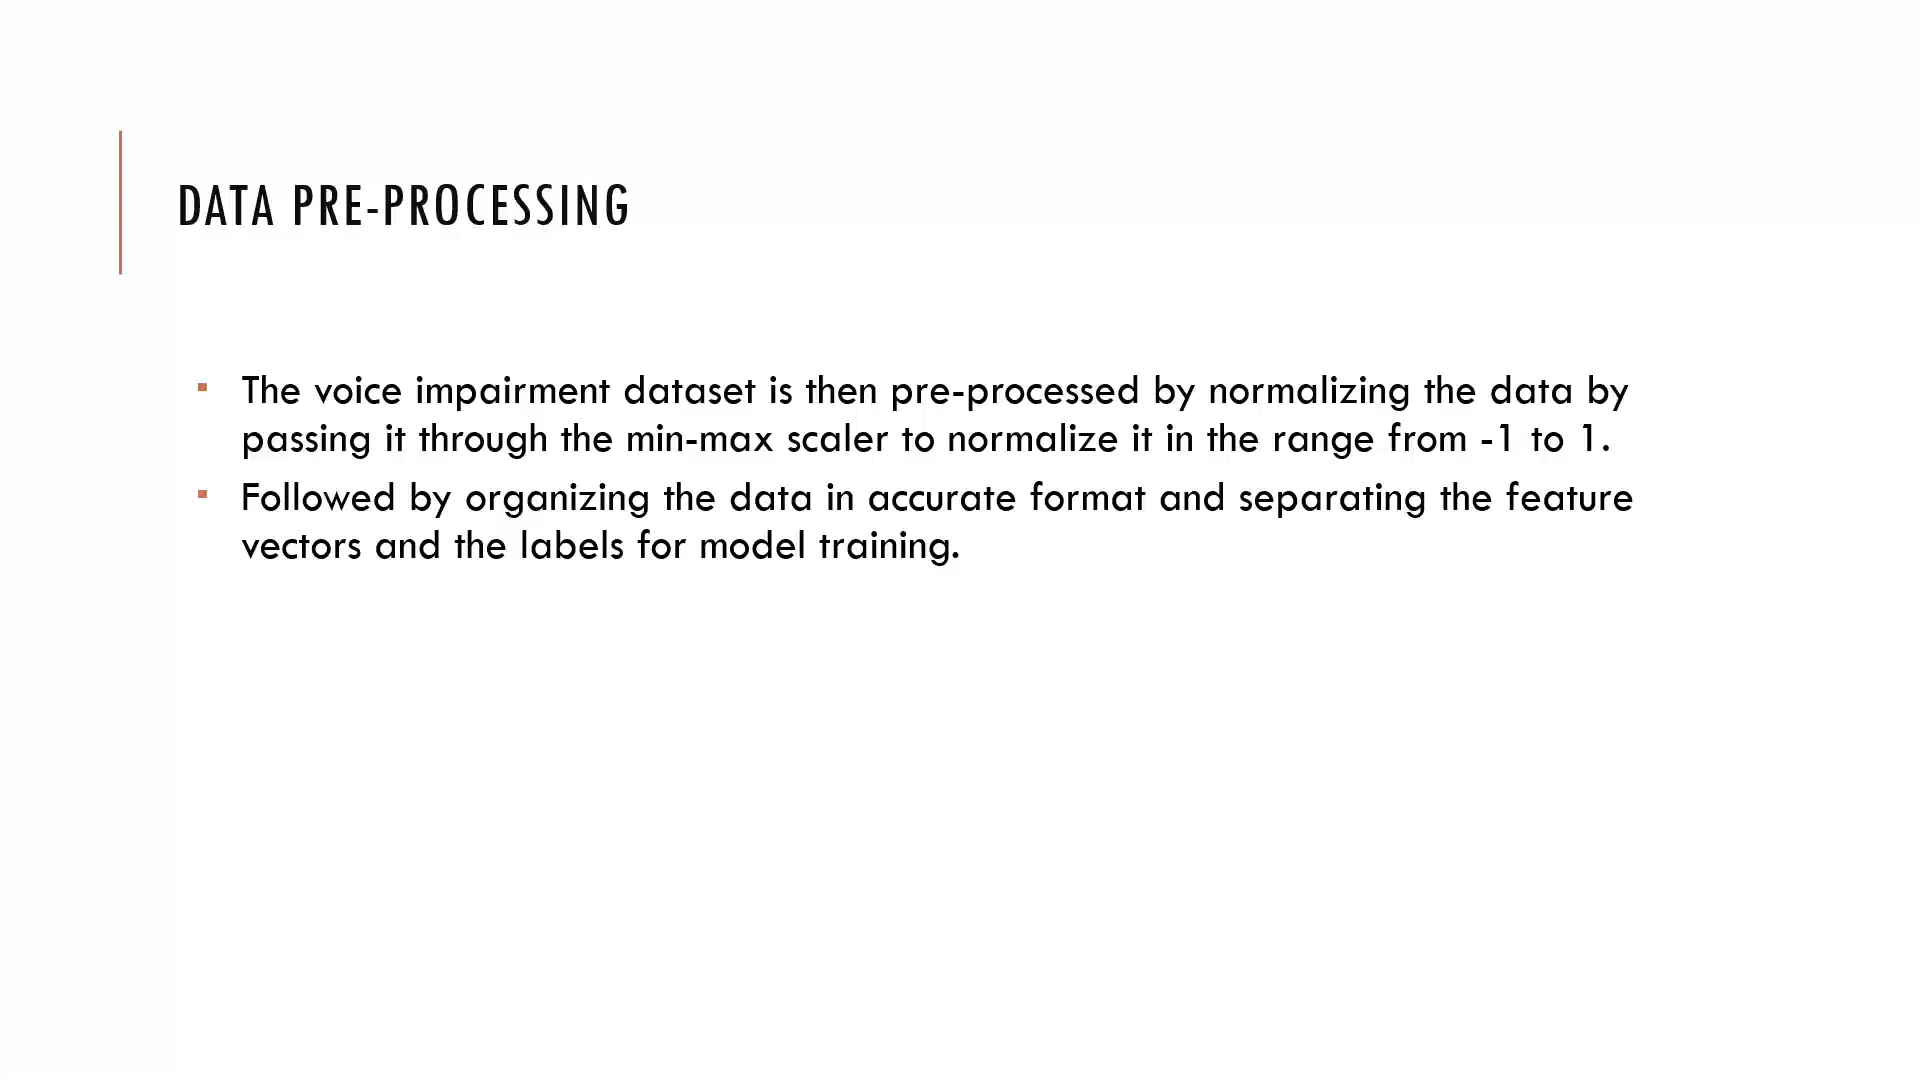 DATA PRE-PROCESSING
▪ The voice impairment dataset is then pre-processed by normalizing the data by
passing it through the min-max scaler to normalize it in the range from -1 to 1.
▪ Followed by organizing the data in accurate format and separating the feature
vectors and the labels for model training.